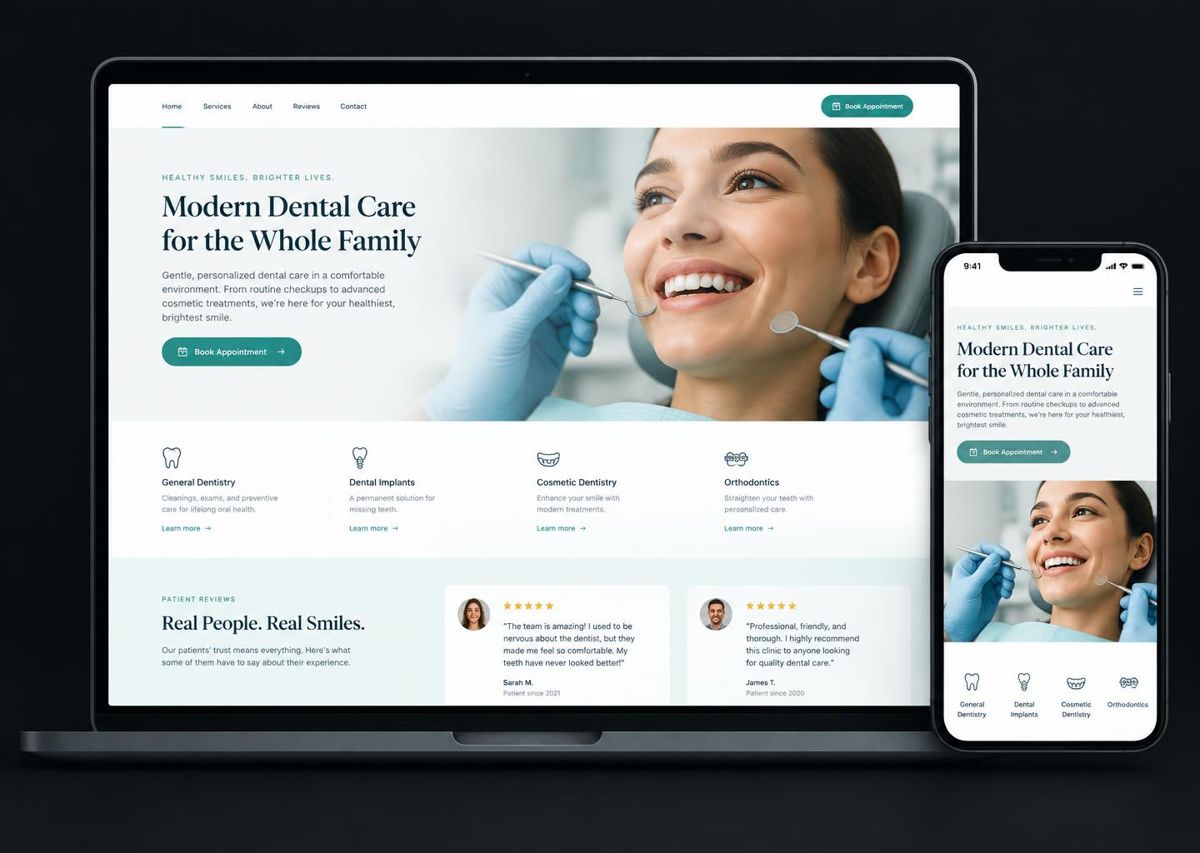 Home Services About Reviews Contact
Book Appointment
HEALTHY SMILES. BRIGHTER LIVES.
Modern Dental Care
for the Whole Family
Gentle, personalized dental care in a comfortable
environment. From routine checkups to advanced
cosmetic treatments, we're here for your healthiest,
brightest smile.
Book Appointment →
General Dentistry
Cleanings, exams, and preventive
care for lifelong oral health.
Learn more →
Dental Implants
A permanent solution for
missing teeth.
Learn more →
Cosmetic Dentistry
Enhance your smile with
modern treatments.
Learn more →
Orthodontics
Straighten your teeth with
personalized care.
Learn more →
PATIENT REVIEWS
Real People. Real Smiles.
Our patients' trust means everything. Here's what
some of them have to say about their experience.
"The team is amazing! I used to be
nervous about the dentist, but they
made me feel so comfortable. My
teeth have never looked better!"
Sarah M.
Patient since 2021
"Professional, friendly, and
thorough. I highly recommend
this clinic to anyone looking
for quality dental care."
James T.
Patient since 2020
9:41
HEALTHY SMILES. BRIGHTER LIVES.
Modern Dental Care
for the Whole Family
Gentle, personalized dental care in a comfortable
environment. From routine checkups to advanced
cosmetic treatments, we're here for your healthiest,
brightest smile.
Book Appointment →
General
Dentistry
Dental
Implants
Cosmetic
Dentistry
Orthodontics